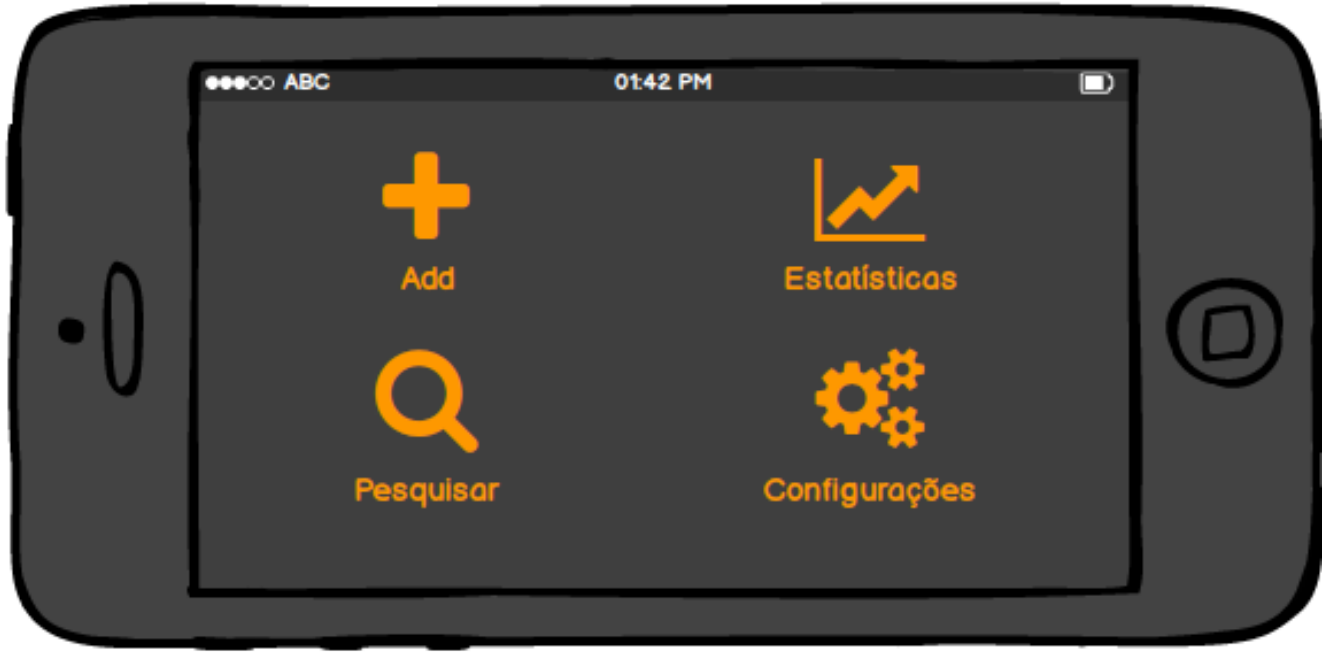 ABC 01:42 PM
Add
Estatísticas
Pesquisar
Configurações